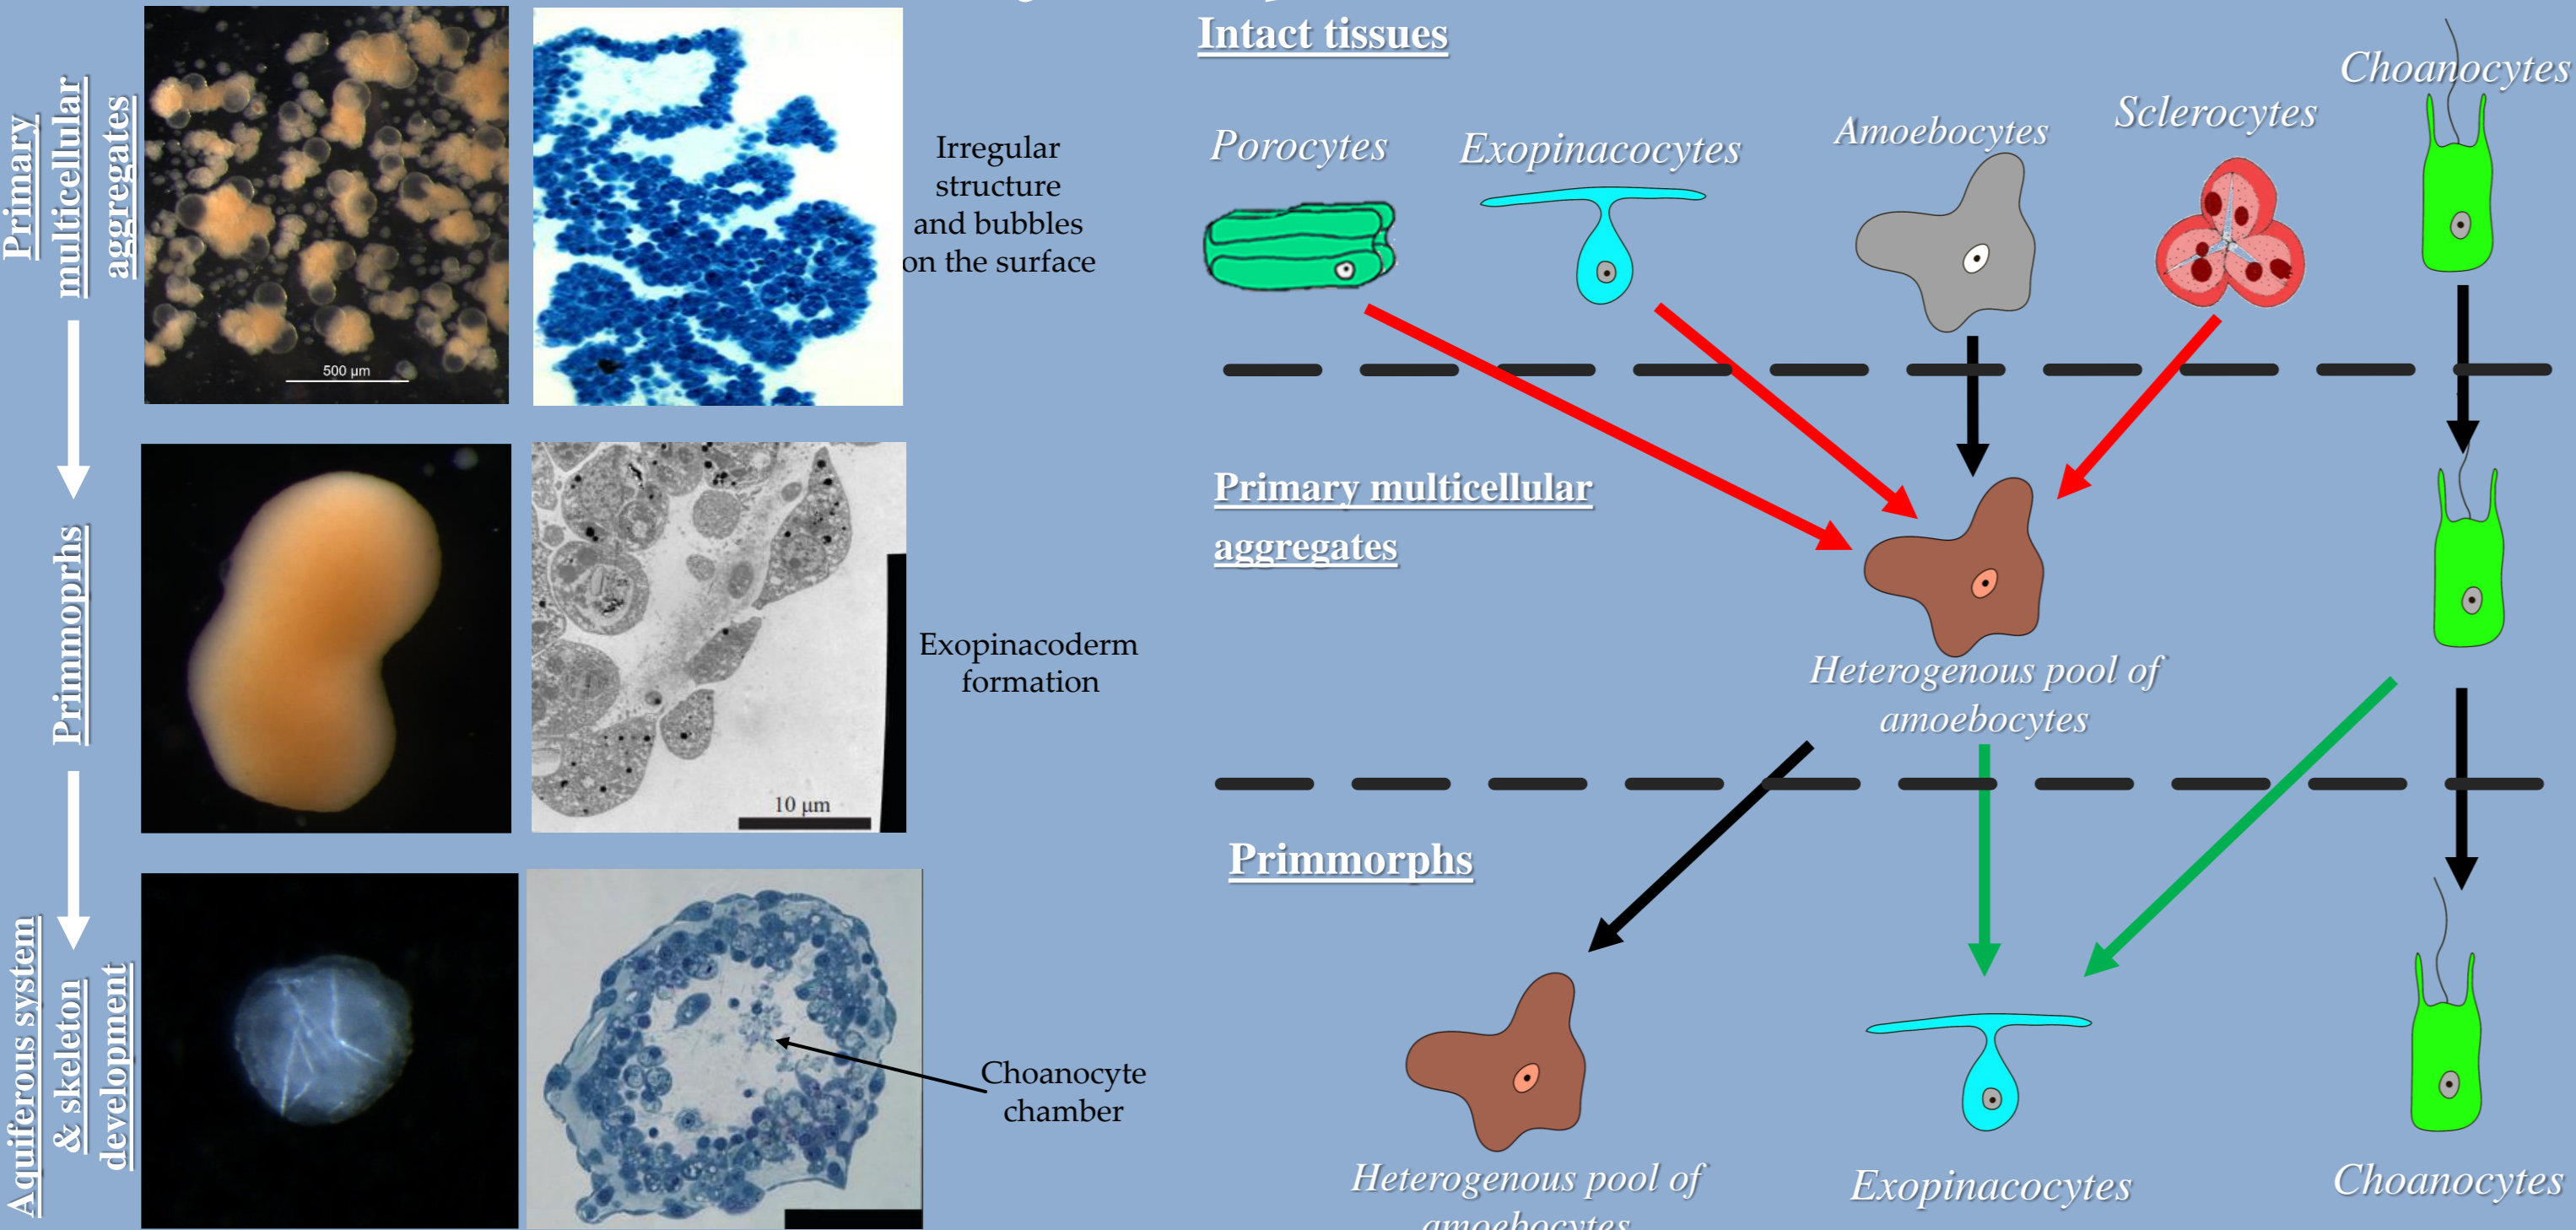 Primary
multicellular
aggregates
500 µm
Irregular
structure
and bubbles
on the surface
Primmoprhs
10 µm
Exopinacoderm
formation
Aquiferous system
& skeleton
development
Choanocyte
chamber
Intact tissues
Porocytes
Exopinacocytes
Amoebocytes
Sclerocytes
Choanocytes
Primary multicellular
aggregates
Heterogenous pool of
amoebocytes
Primmorphs
Heterogenous pool of
amoebocytes
Exopinacocytes
Choanocytes